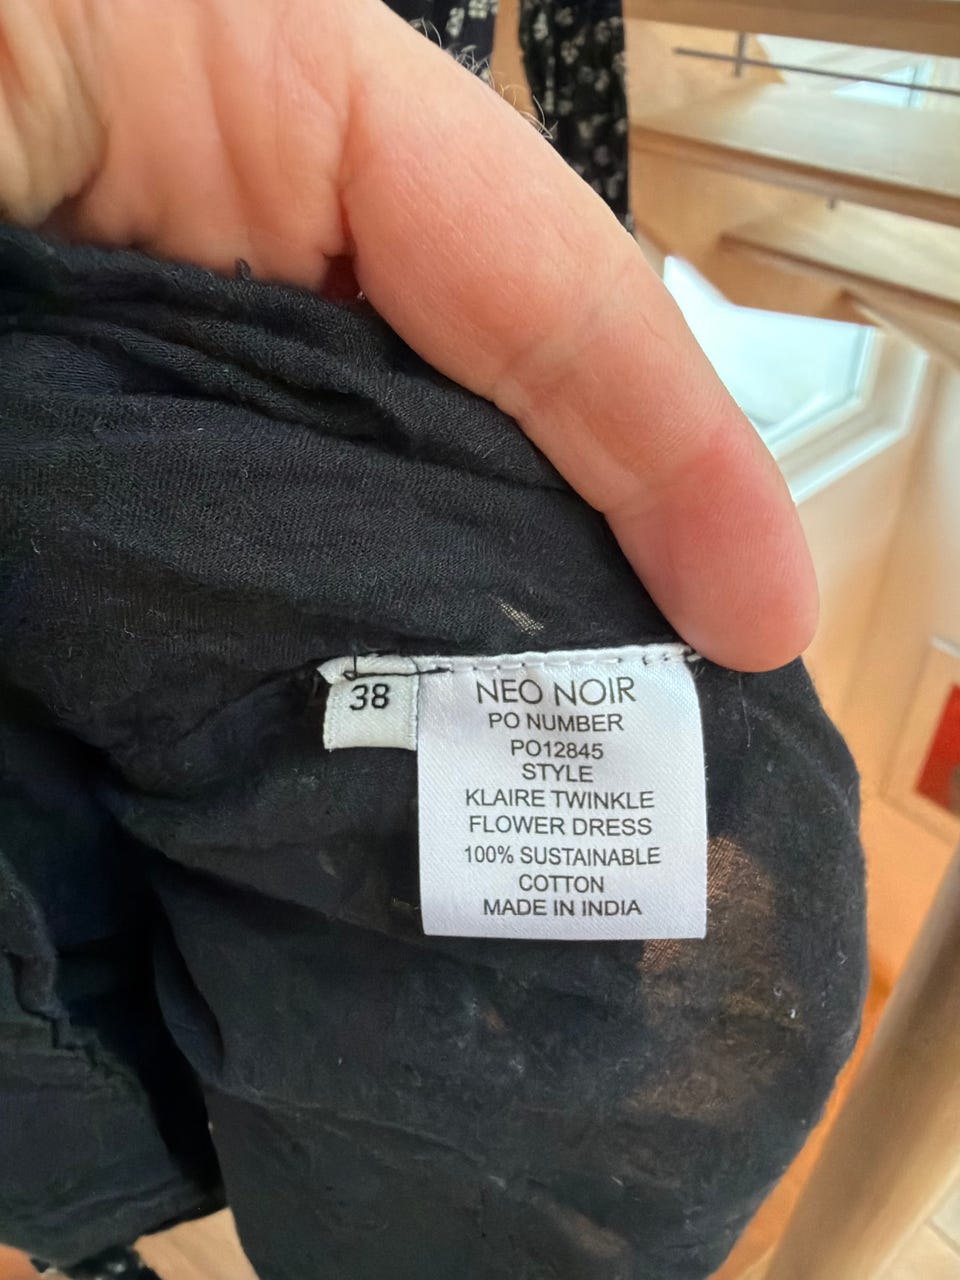 38
NEO NOIR
PO NUMBER
PO12845
STYLE
KLAIRE TWINKLE
FLOWER DRESS
100% SUSTAINABLE
COTTON
MADE IN INDIA